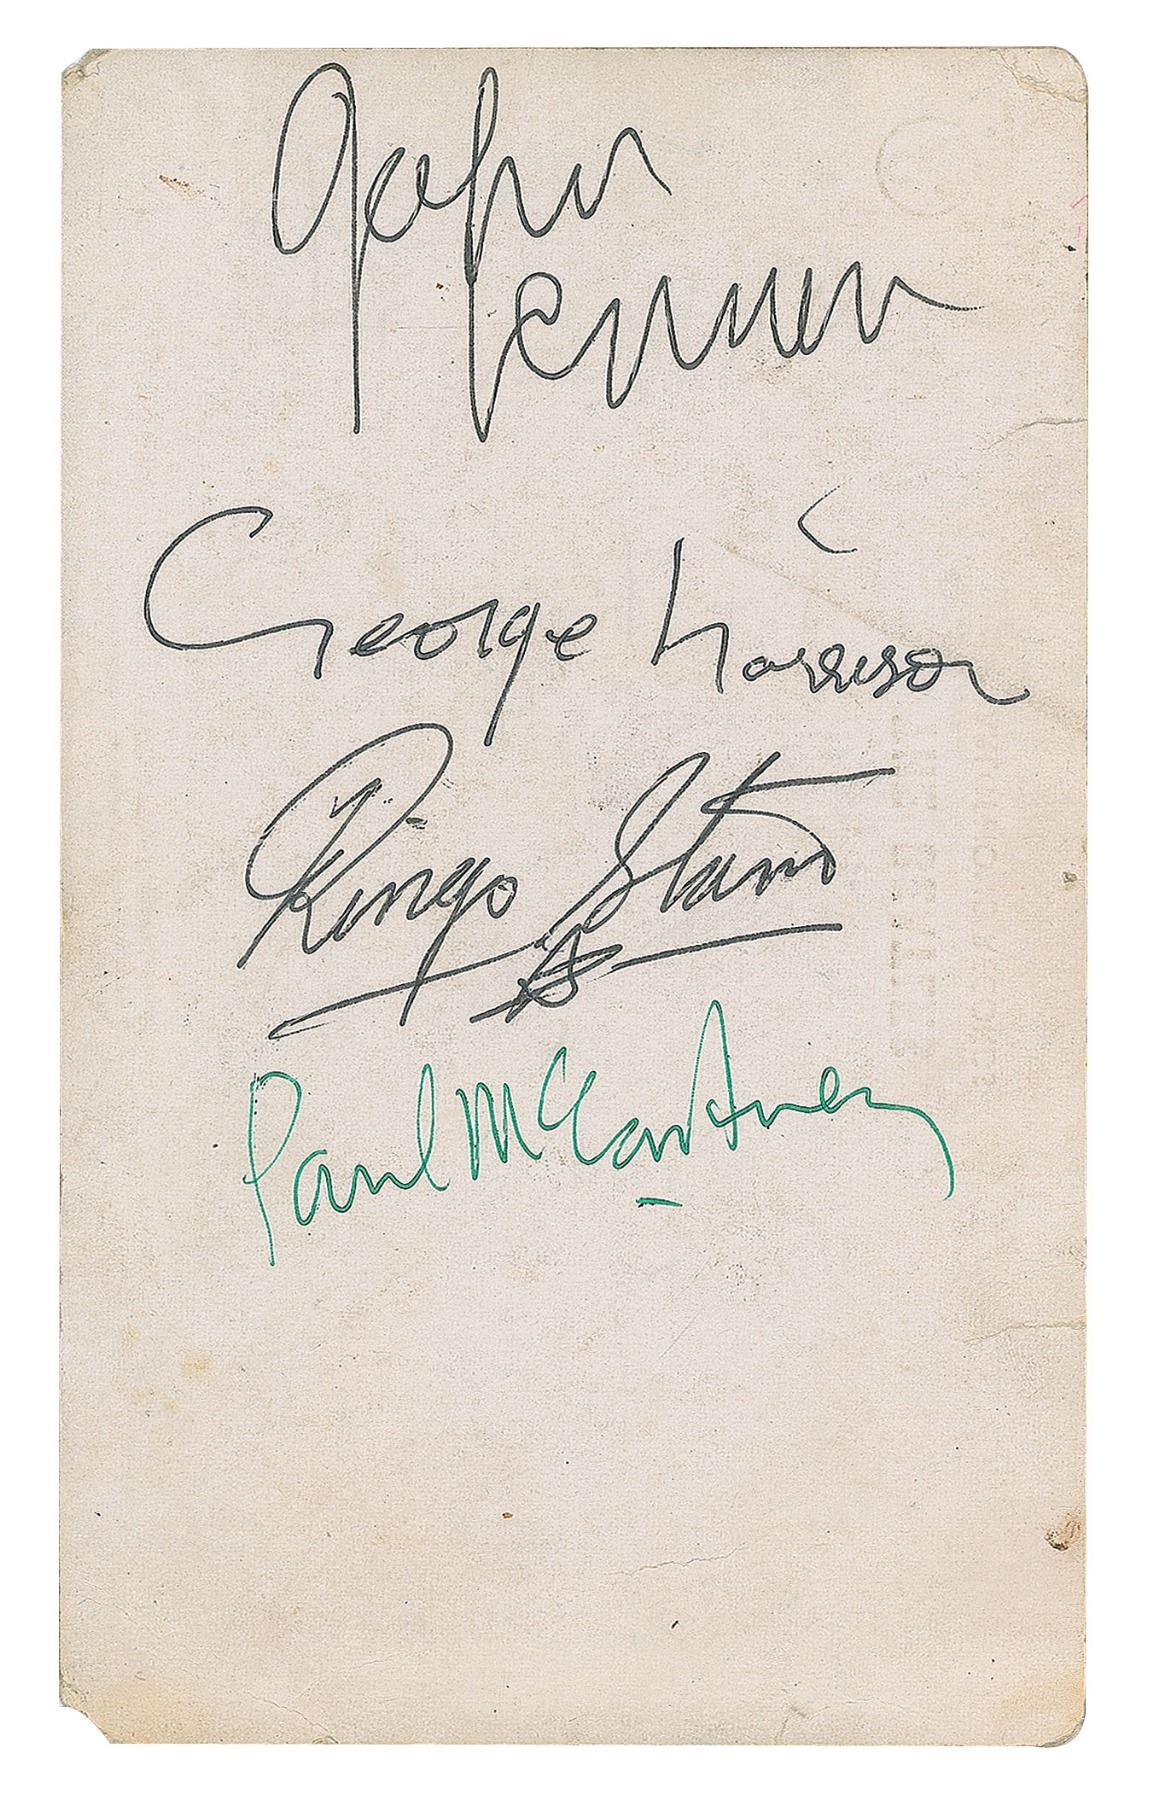 John
Lennon
George Harrison
Ringo Starr
Paul McCartney